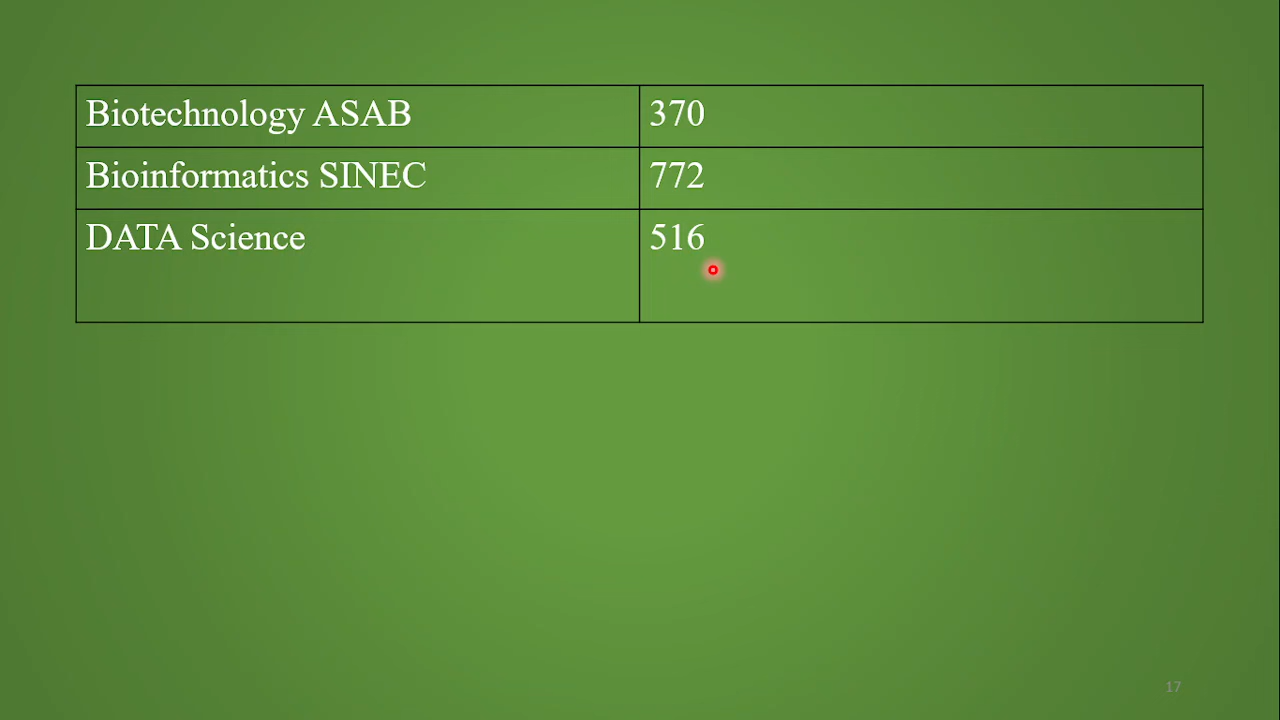 Biotechnology ASAB 370
Bioinformatics SINEC 772
DATA Science 516
17